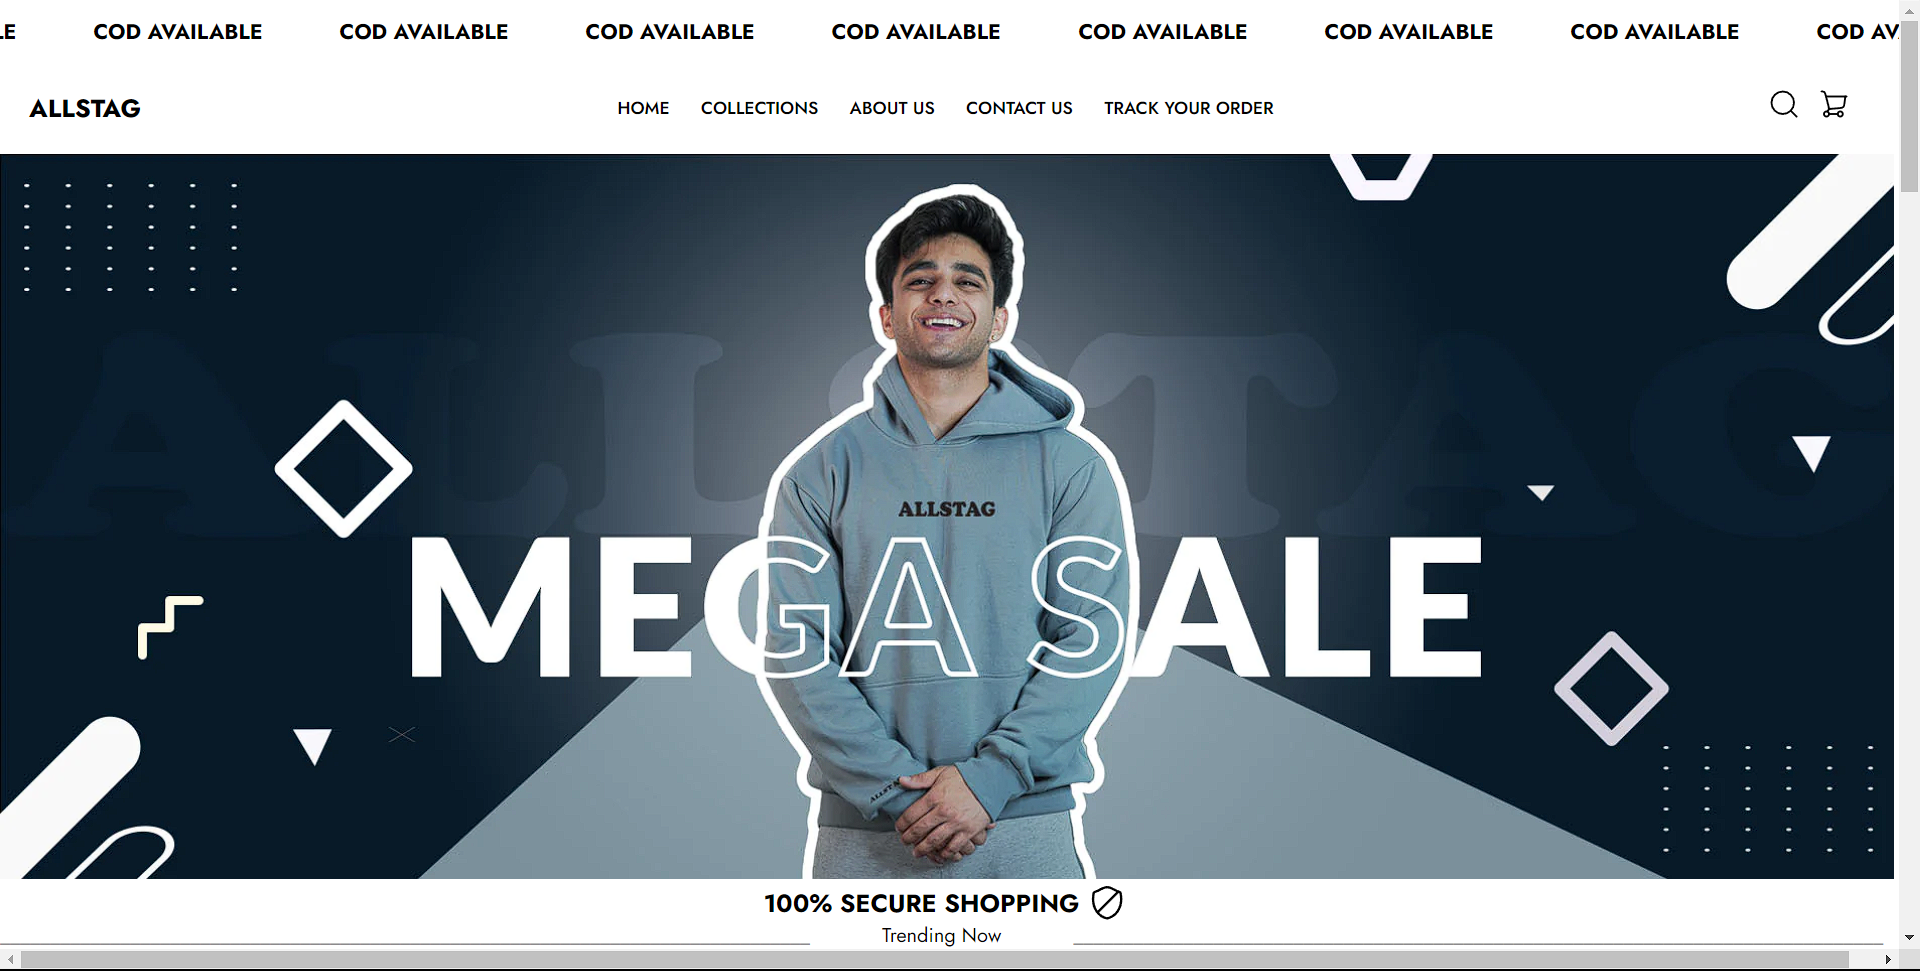 LE COD AVAILABLE COD AVAILABLE COD AVAILABLE COD AVAILABLE COD AVAILABLE COD AVAILABLE COD AVAILABLE COD AV
ALLSTAG HOME COLLECTIONS ABOUT US CONTACT US TRACK YOUR ORDER
ALLSTAG
ALLSTAG
MEGA SALE
100% SECURE SHOPPING
Trending Now